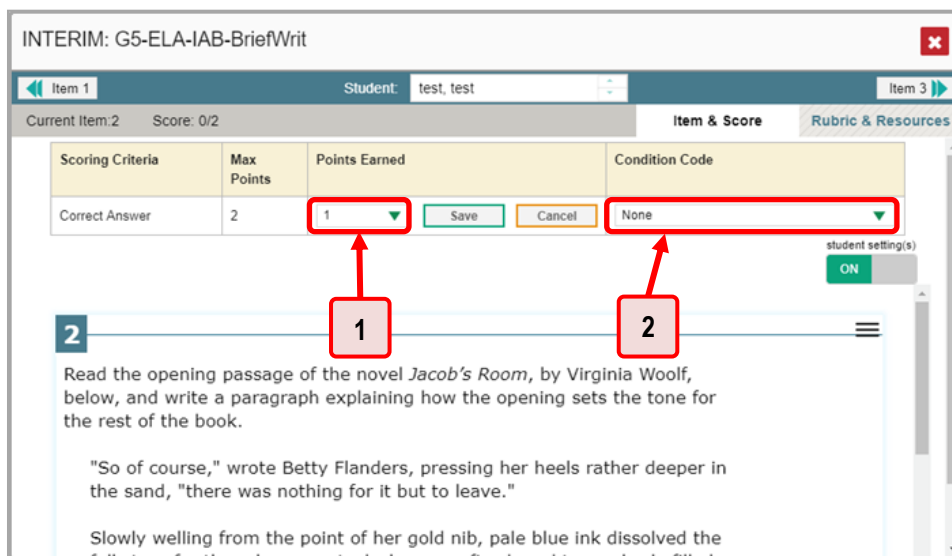 INTERIM: G5-ELA-IAB-BriefWrit
Item 1 Student: test, test Item 3
Current Item:2 Score: 0/2 Item & Score Rubric & Resources
Scoring Criteria Max Points Points Earned Condition Code
Correct Answer 2 1 Save Cancel None
student setting(s)
ON
1 2
2
Read the opening passage of the novel Jacob's Room, by Virginia Woolf,
below, and write a paragraph explaining how the opening sets the tone for
the rest of the book.
"So of course," wrote Betty Flanders, pressing her heels rather deeper in
the sand, "there was nothing for it but to leave."
Slowly welling from the point of her gold nib, pale blue ink dissolved the